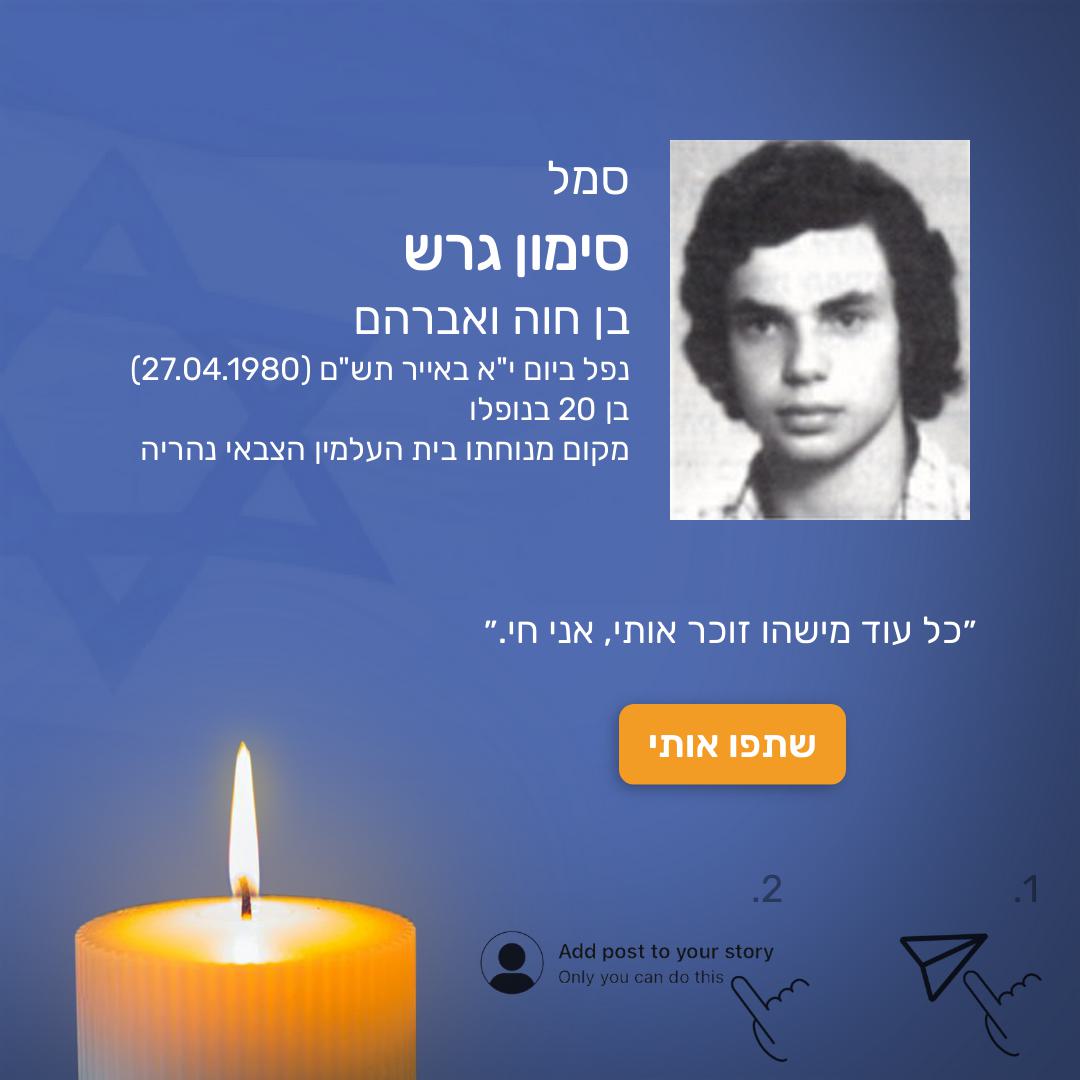 סמל
סימון גרש
בן חוה ואברהם
נפל ביום י"א באייר תש"ם (27.04.1980)
בן 20 בנופלו
מקום מנוחתו בית העלמין הצבאי נהריה
״כל עוד מישהו זוכר אותי, אני חי.״
שתפו אותי
1.
2.
Add post to your story
Only you can do this